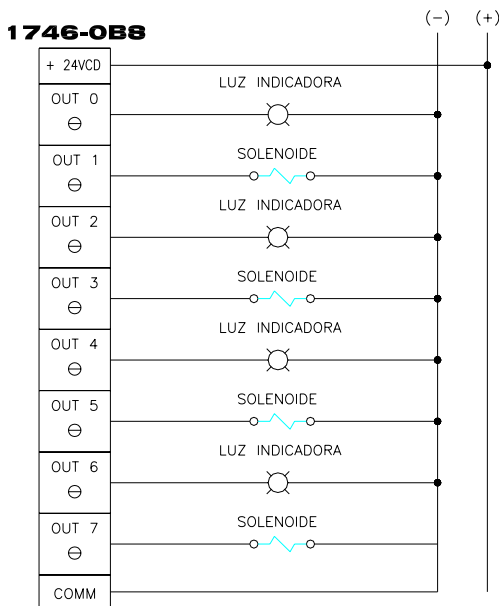 (-) (+)
1746-OB8
+ 24VCD
LUZ INDICADORA
OUT 0
SOLENOIDE
OUT 1
LUZ INDICADORA
OUT 2
SOLENOIDE
OUT 3
LUZ INDICADORA
OUT 4
SOLENOIDE
OUT 5
LUZ INDICADORA
OUT 6
SOLENOIDE
OUT 7
COMM